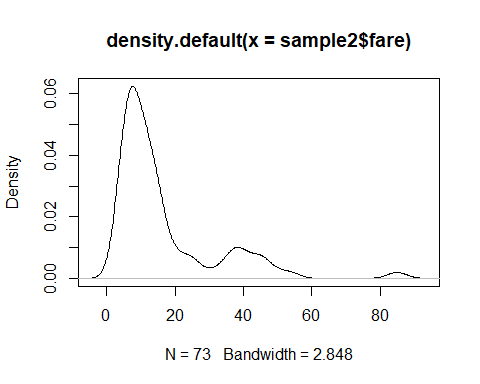 density.default(x = sample2$fare)
Density
0.06
0.04
0.02
0.00
0 20 40 60 80
N = 73 Bandwidth = 2.848